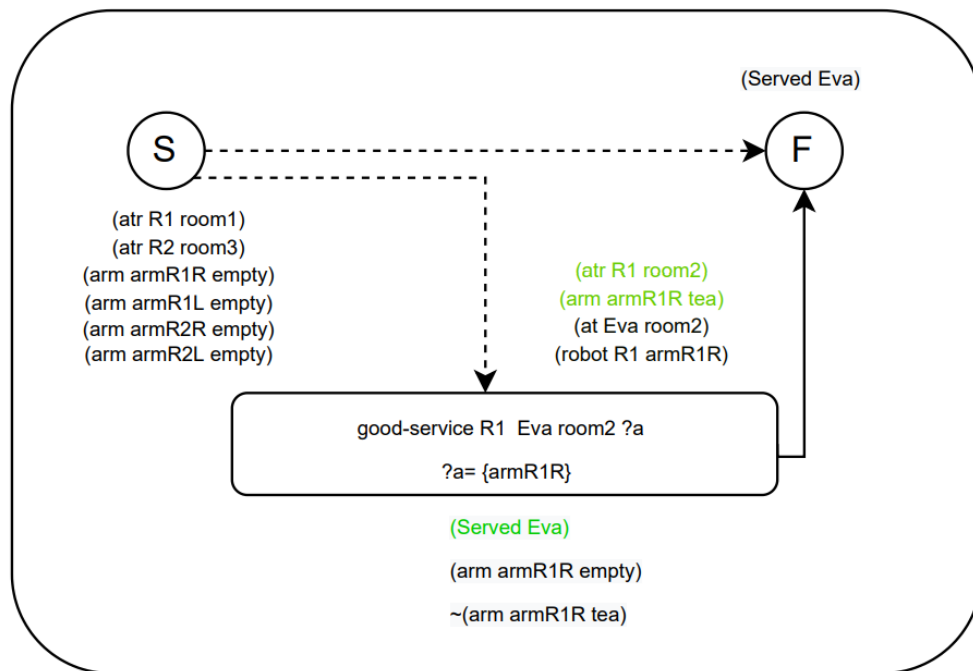 (Served Eva)
S
F
(atr R1 room1)
(atr R2 room3)
(arm armR1R empty)
(arm armR1L empty)
(arm armR2R empty)
(arm armR2L empty)
(atr R1 room2)
(arm armR1R tea)
(at Eva room2)
(robot R1 armR1R)
good-service R1 Eva room2 ?a
?a= {armR1R}
(Served Eva)
(arm armR1R empty)
~(arm armR1R tea)